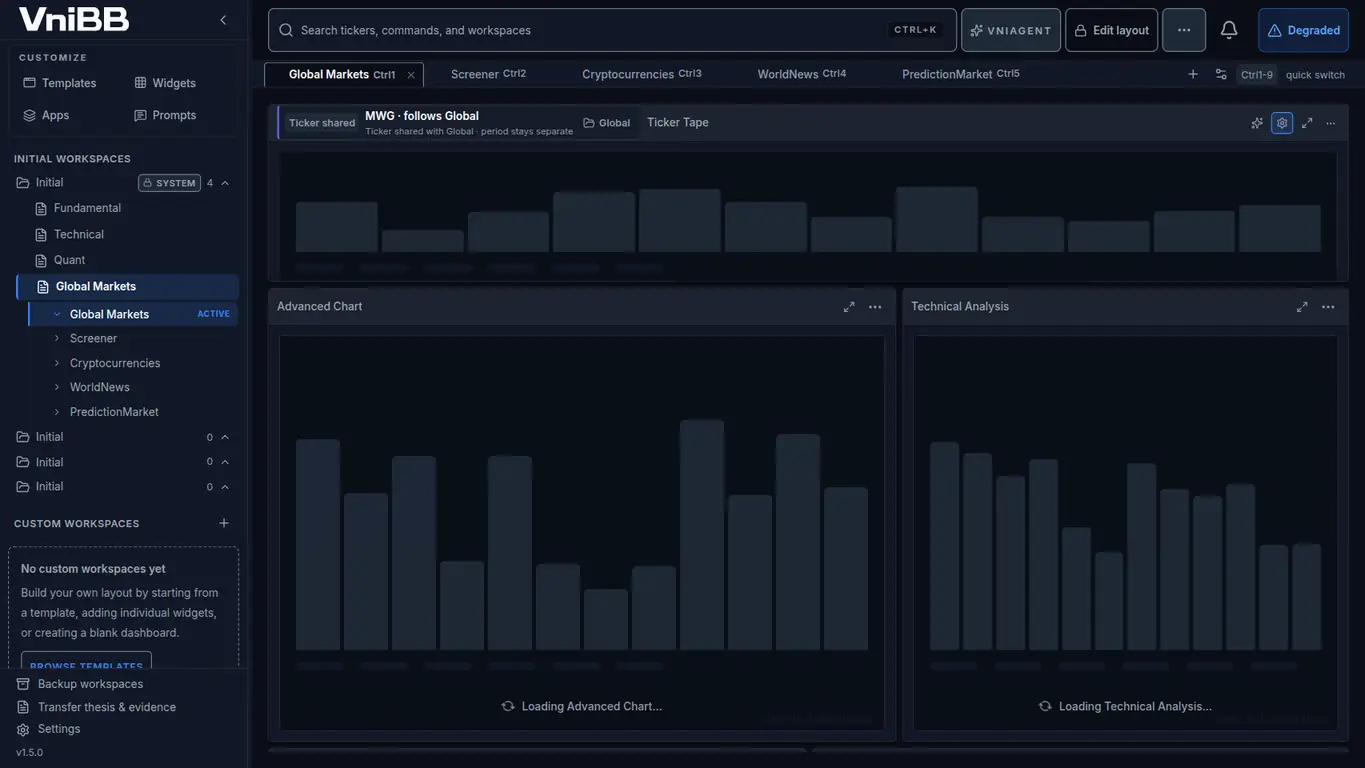 VniBB
CUSTOMIZE
Templates
Widgets
Apps
Prompts
INITIAL WORKSPACES
Initial SYSTEM 4
Fundamental
Technical
Quant
Global Markets
Global Markets ACTIVE
Screener
Cryptocurrencies
WorldNews
PredictionMarket
Initial 0
Initial 0
Initial 0
CUSTOM WORKSPACES
No custom workspaces yet
Build your own layout by starting from
a template, adding individual widgets,
or creating a blank dashboard.
BROWSE TEMPLATES
Backup workspaces
Transfer thesis & evidence
Settings
v1.5.0
Search tickers, commands, and workspaces CTRL+K
VNIAGENT
Edit layout
Degraded
Global Markets Ctrl1
Screener Ctrl2
Cryptocurrencies Ctrl3
WorldNews Ctrl4
PredictionMarket Ctrl5
Ctrl1-9 quick switch
Ticker shared
MWG · follows Global
Ticker shared with Global · period stays separate
Global
Ticker Tape
Advanced Chart
Loading Advanced Chart...
Technical Analysis
Loading Technical Analysis...